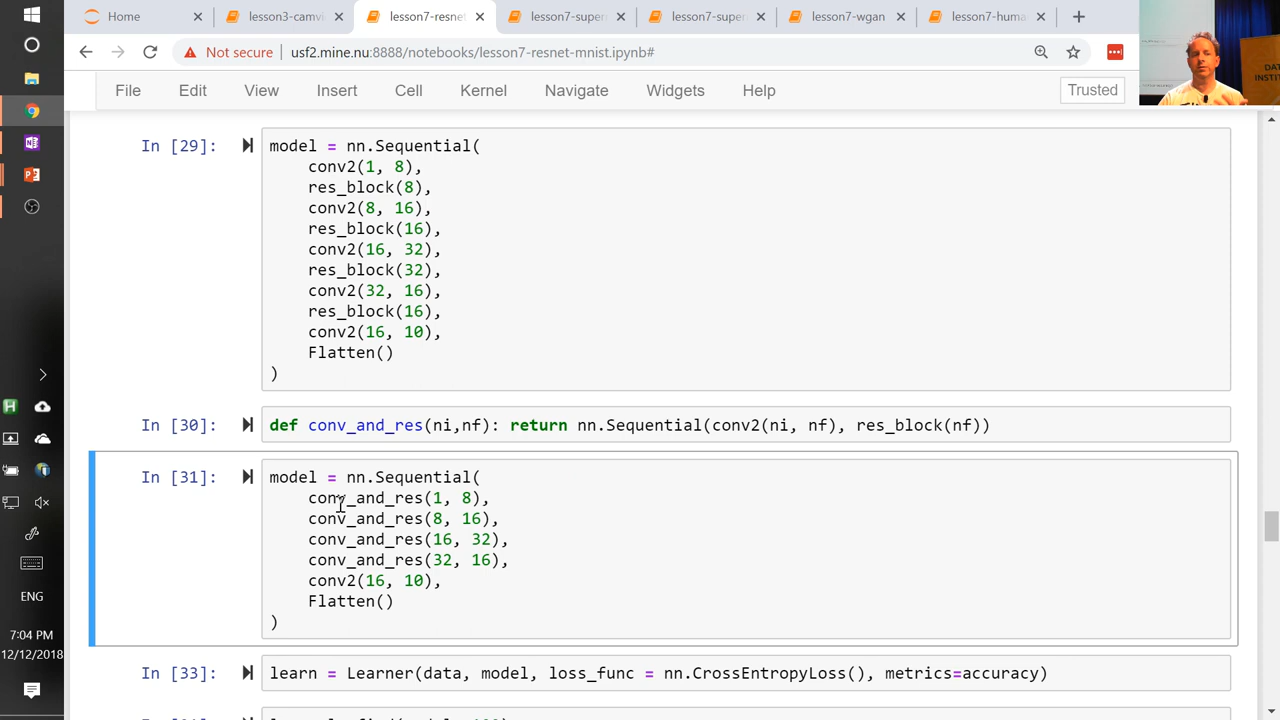 Home
lesson3-camvi
lesson7-resne
lesson7-super
lesson7-super
lesson7-wgan
lesson7-huma
Not secure
usf2.mine.nu:8888/notebooks/lesson7-resnet-mnist.ipynb#
File Edit View Insert Cell Kernel Navigate Widgets Help Trusted
DAT
INSTIT
In [29]:
model = nn.Sequential(
conv2(1, 8),
res_block(8),
conv2(8, 16),
res_block(16),
conv2(16, 32),
res_block(32),
conv2(32, 16),
res_block(16),
conv2(16, 10),
Flatten()
)
In [30]:
def conv_and_res(ni,nf): return nn.Sequential(conv2(ni, nf), res_block(nf))
In [31]:
model = nn.Sequential(
conv_and_res(1, 8),
conv_and_res(8, 16),
conv_and_res(16, 32),
conv_and_res(32, 16),
conv2(16, 10),
Flatten()
)
In [33]:
learn = Learner(data, model, loss_func = nn.CrossEntropyLoss(), metrics=accuracy)
ENG
7:04 PM
12/12/2018